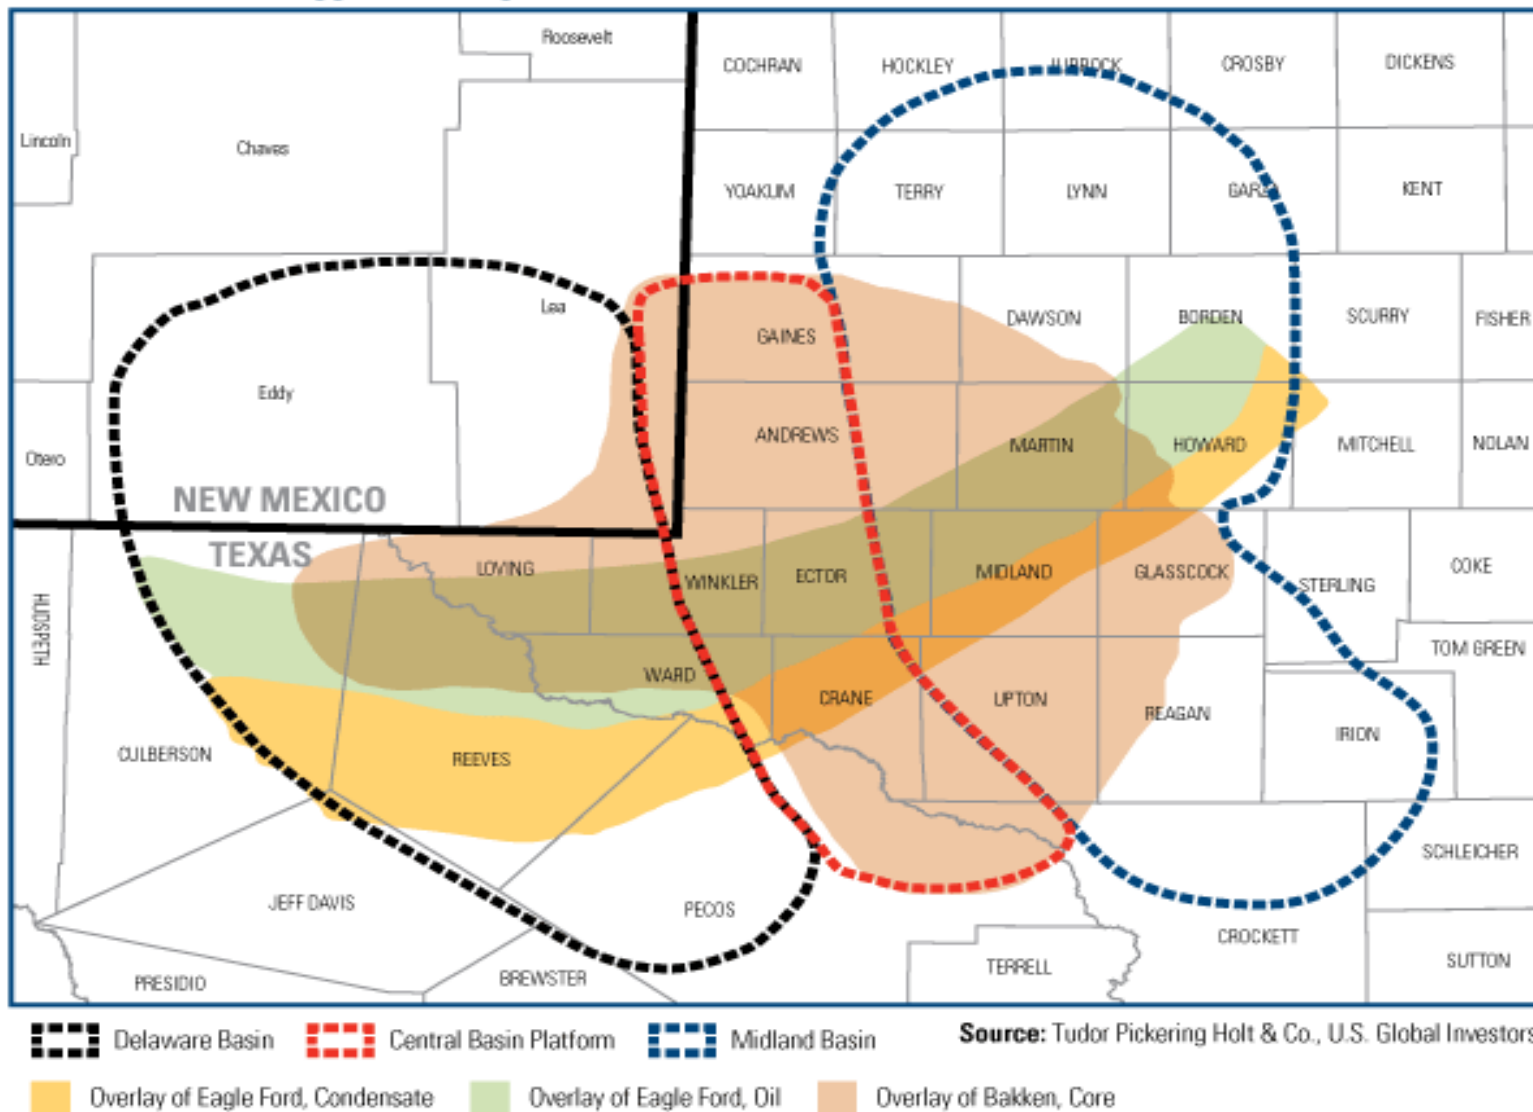 Roosevelt
COCHRAN
HOCKLEY
LUBBOCK
CROSBY
DICKENS
Lincoln
Chaves
YOAKUM
TERRY
LYNN
GARZA
KENT
Lea
GAINES
DAWSON
BORDEN
SCURRY
FISHER
Eddy
ANDREWS
MARTIN
HOWARD
MITCHELL
NOLAN
Otero
NEW MEXICO
TEXAS
LOVING
WINKLER
ECTOR
MIDLAND
GLASSCOCK
STERLING
COKE
HUDSPETH
WARD
CRANE
UPTON
REAGAN
TOM GREEN
IRION
CULBERSON
REEVES
JEFF DAVIS
PECOS
SCHLEICHER
CROCKETT
PRESIDIO
BREWSTER
TERRELL
SUTTON
Delaware Basin
Central Basin Platform
Midland Basin
Source: Tudor Pickering Holt & Co., U.S. Global Investors
Overlay of Eagle Ford, Condensate
Overlay of Eagle Ford, Oil
Overlay of Bakken, Core